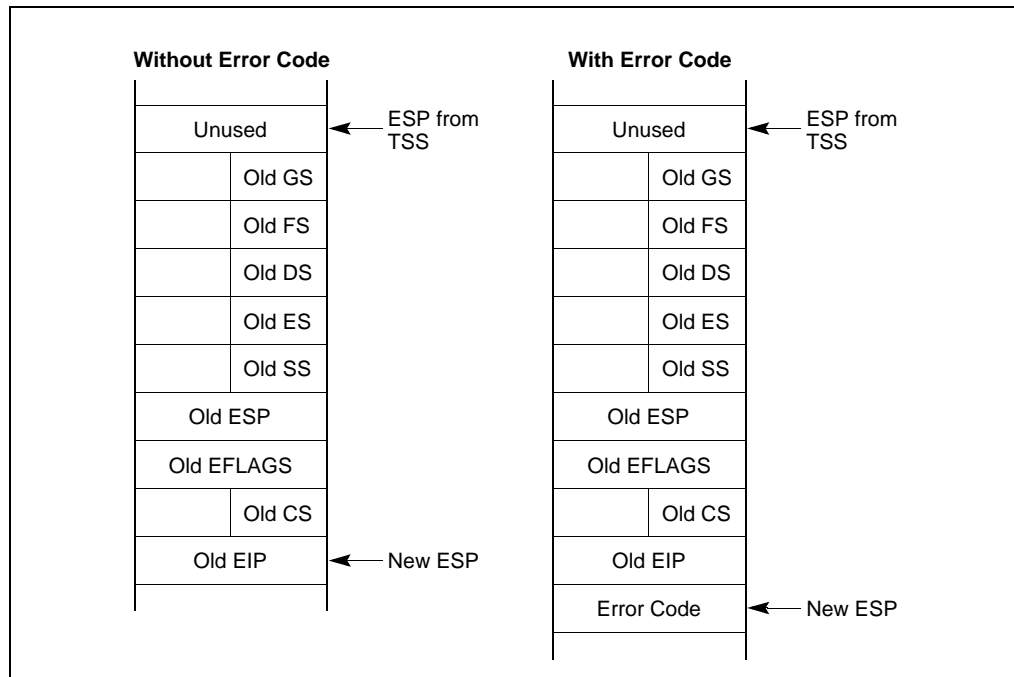 Without Error Code
Unused
ESP from
TSS
Old GS
Old FS
Old DS
Old ES
Old SS
Old ESP
Old EFLAGS
Old CS
Old EIP
New ESP
With Error Code
Unused
ESP from
TSS
Old GS
Old FS
Old DS
Old ES
Old SS
Old ESP
Old EFLAGS
Old CS
Old EIP
Error Code
New ESP